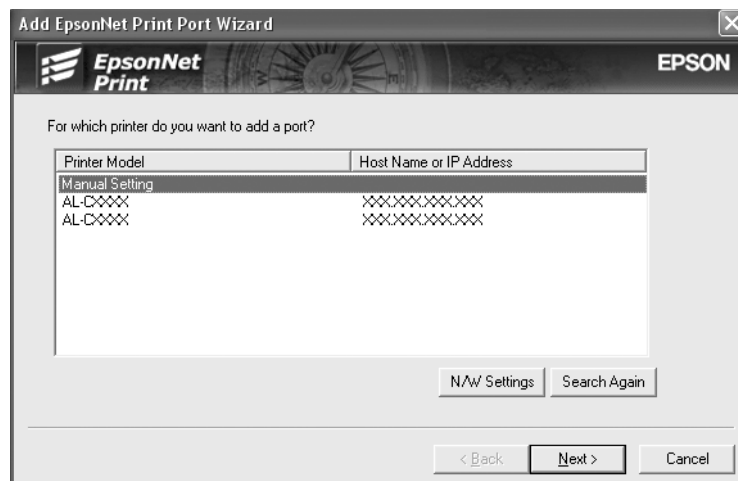 Add EpsonNet Print Port Wizard
EpsonNet
Print
EPSON
For which printer do you want to add a port?
Printer Model Host Name or IP Address
Manual Setting
AL-CXXXX XXX.XXX.XXX.XXX
AL-CXXXX XXX.XXX.XXX.XXX
N/W Settings Search Again
< Back Next > Cancel